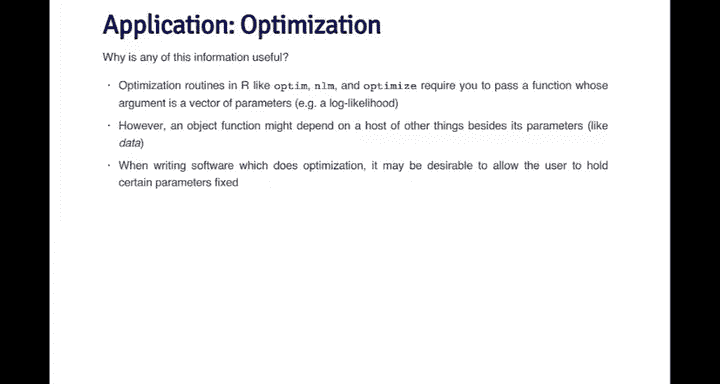 Application: Optimization
Why is any of this information useful?
· Optimization routines in R like optim, nlm, and optimize require you to pass a function whose
argument is a vector of parameters (e.g. a log-likelihood)
· However, an object function might depend on a host of other things besides its parameters (like
data)
· When writing software which does optimization, it may be desirable to allow the user to hold
certain parameters fixed